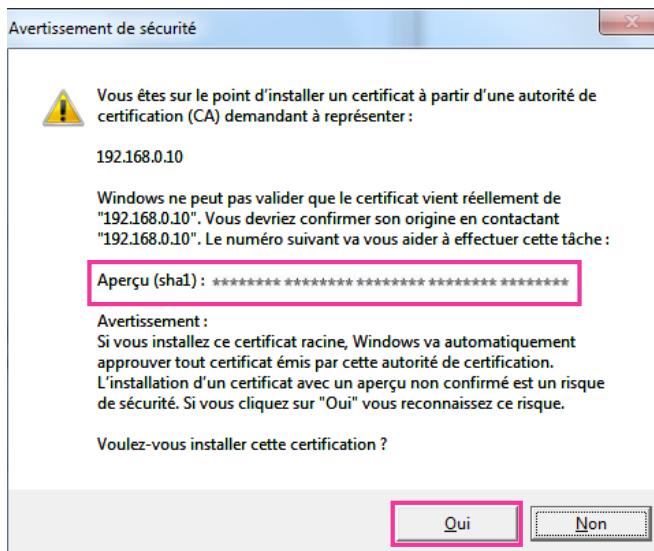 Avertissement de sécurité
Vous êtes sur le point d'installer un certificat à partir d'une autorité de
certification (CA) demandant à représenter :
192.168.0.10
Windows ne peut pas valider que le certificat vient réellement de
"192.168.0.10". Vous devriez confirmer son origine en contactant
"192.168.0.10". Le numéro suivant va vous aider à effectuer cette tâche :
Aperçu (sha1) : ******** ******** ******** ******** ********
Avertissement :
Si vous installez ce certificat racine, Windows va automatiquement
approuver tout certificat émis par cette autorité de certification.
L'installation d'un certificat avec un aperçu non confirmé est un risque
de sécurité. Si vous cliquez sur "Oui" vous reconnaissez ce risque.
Voulez-vous installer cette certification ?
Oui
Non